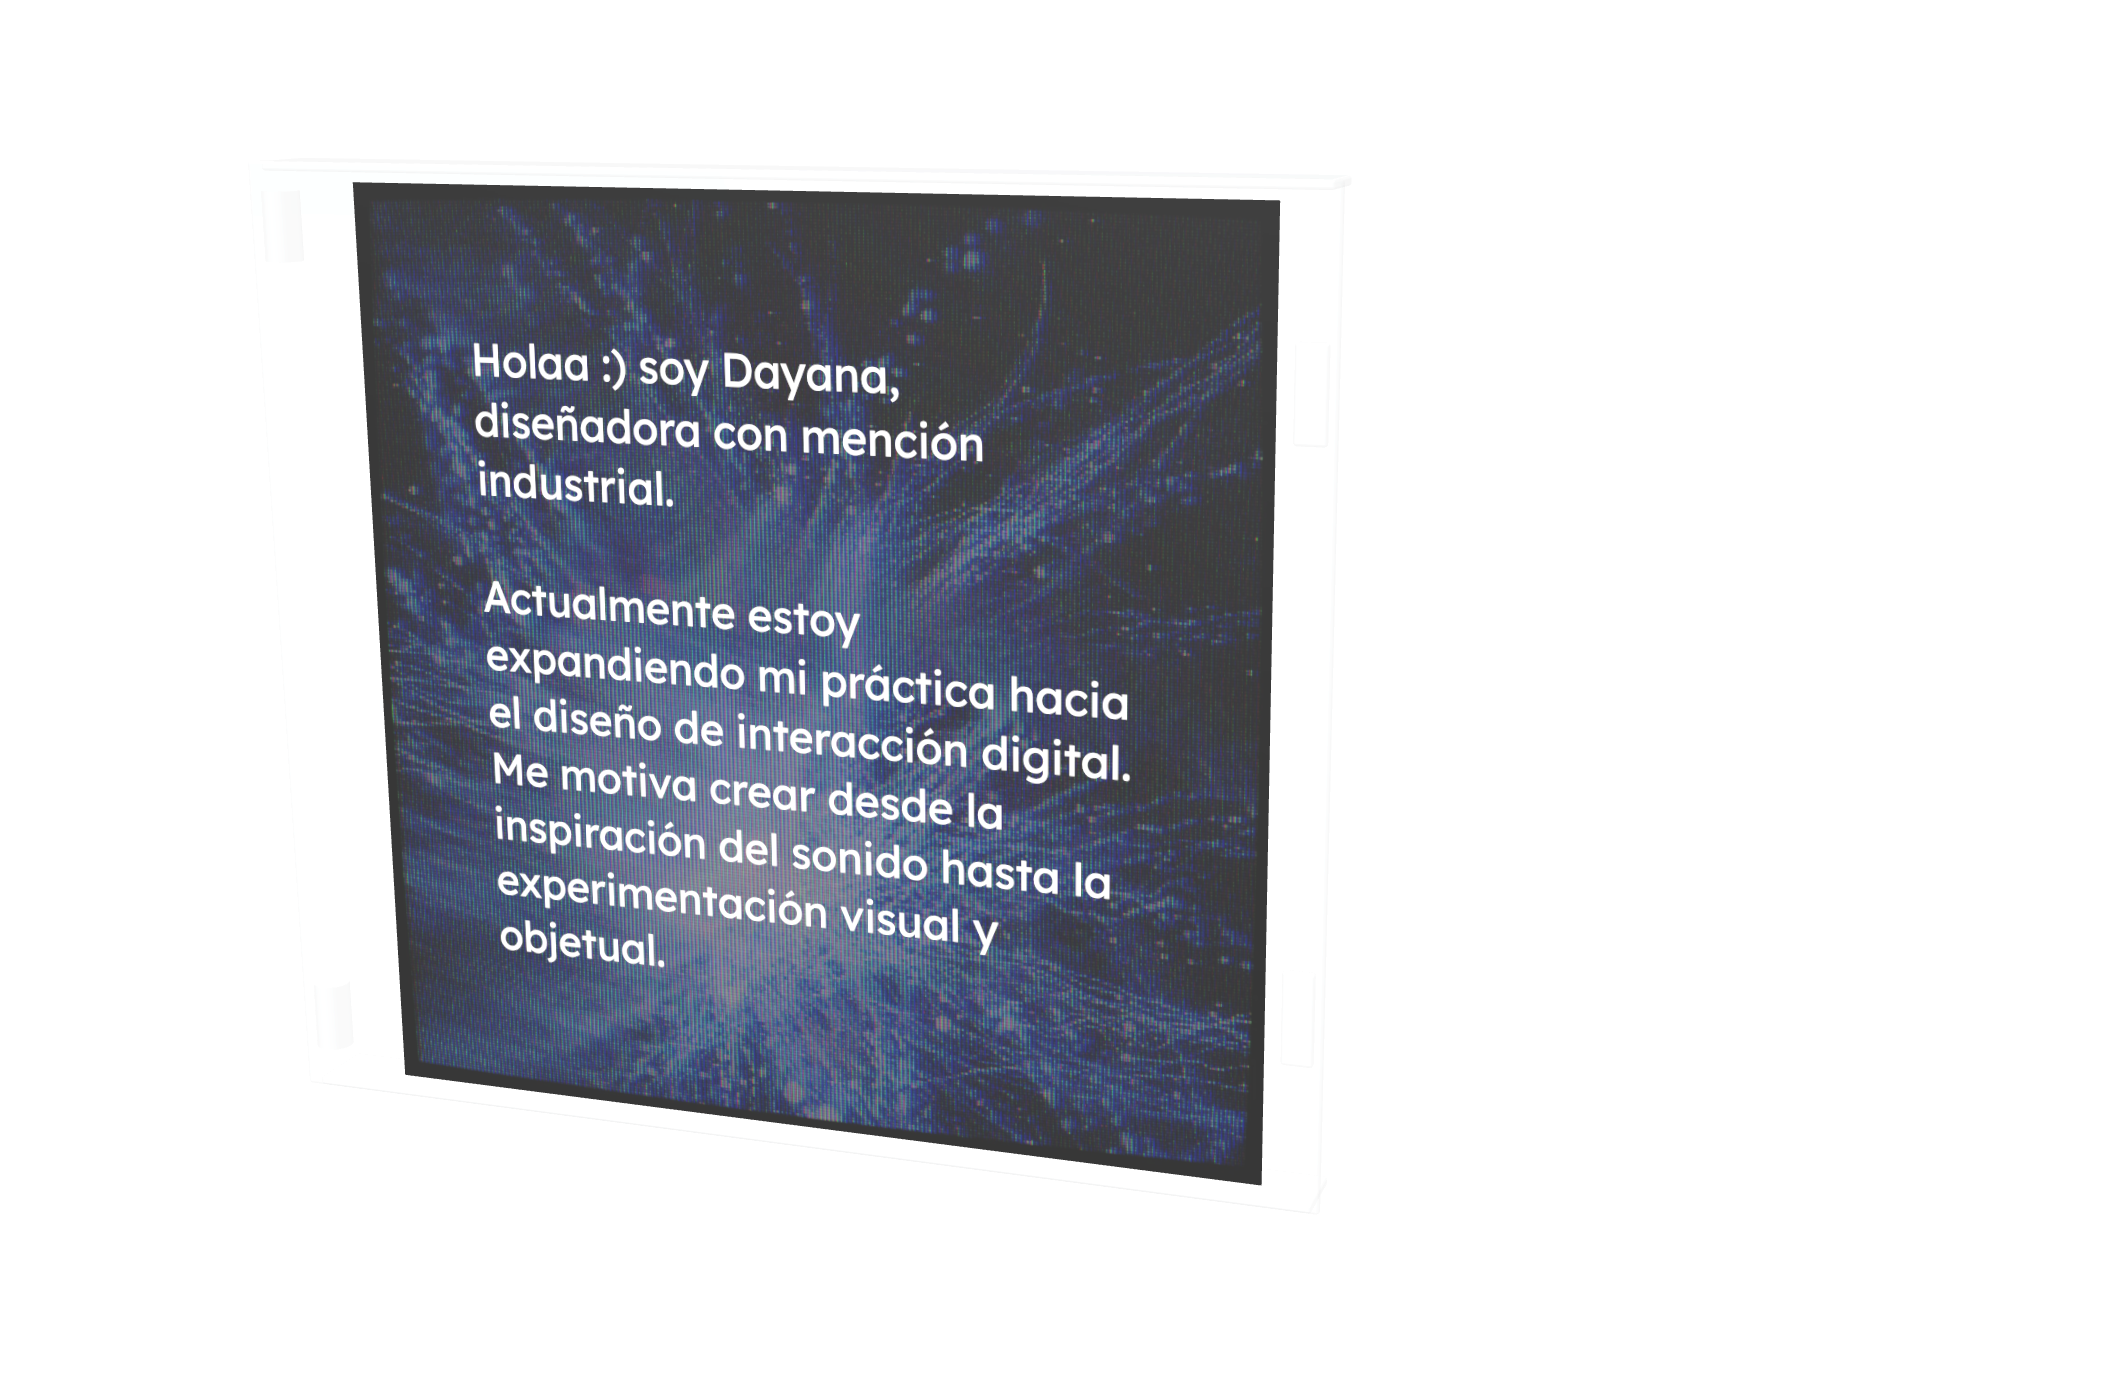 Holaa :) soy Dayana,
diseñadora con mención
industrial.
Actualmente estoy
expandiendo mi práctica hacia
el diseño de interacción digital.
Me motiva crear desde la
inspiración del sonido hasta la
experimentación visual y
objetual.